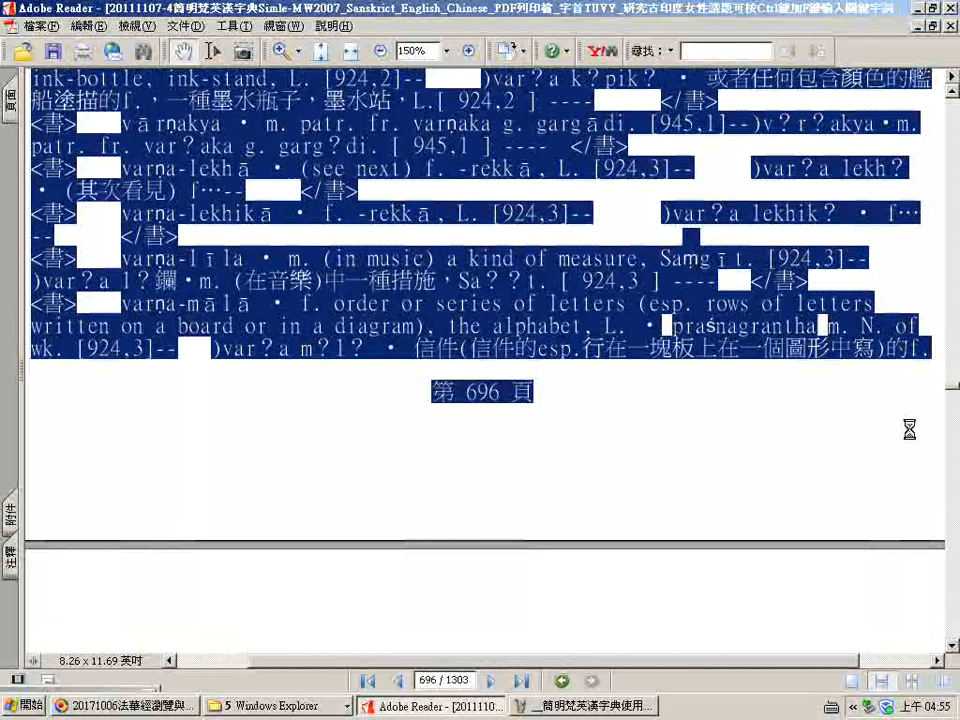 Adobe Reader - [20111107-4簡明梵英漢字典Simle-MW2007_Sanskrict_English_Chinese_PDF列印檔_字首TUVY_研究古印度女性議題可按Ctrl鍵加F鍵輸入關鍵字詞
檔案(F) 編輯(E) 檢視(V) 文件(D) 工具(T) 視窗(W) 說明(H)
150% Y! 尋找：
頁面
ink-bottle, ink-stand, L. [924,2]-- )var？a k？pik？ • 或者任何包含顏色的艦
船塗描的f.，一種墨水瓶子，墨水站，L.[ 924,2 ] ---- </書>
<書> vārṇakya • m. patr. fr. varṇaka g. gargādi. [945,1]--)v？r？akya•m.
patr. fr. var？aka g. garg？di. [ 945,1 ] ---- </書>
<書> varṇa-lekhā • (see next) f. -rekkā, L. [924,3]-- )var？a lekh？
• (其次看見) f…-- </書>
<書> varṇa-lekhikā • f. -rekkā, L. [924,3]-- )var？a lekhik？ • f…
-- </書>
<書> varṇa-līla • m. (in music) a kind of measure, Saṃgīt. [924,3]--
)var？a l？鑭•m. (在音樂)中一種措施，Sa？？t. [ 924,3 ] ---- </書>
<書> varṇa-mālā • f. order or series of letters (esp. rows of letters
written on a board or in a diagram), the alphabet, L. • praśnagrantha m. N. of
wk. [924,3]-- )var？a m？l？ • 信件(信件的esp.行在一塊板上在一個圖形中寫)的f.
第 696 頁
附件
注釋
8.26 x 11.69 英吋
696 / 1303
開始 20171006法華經瀏覽與... 5 Windows Explorer Adobe Reader - [2011110... __簡明梵英漢字典使用... 上午 04:55